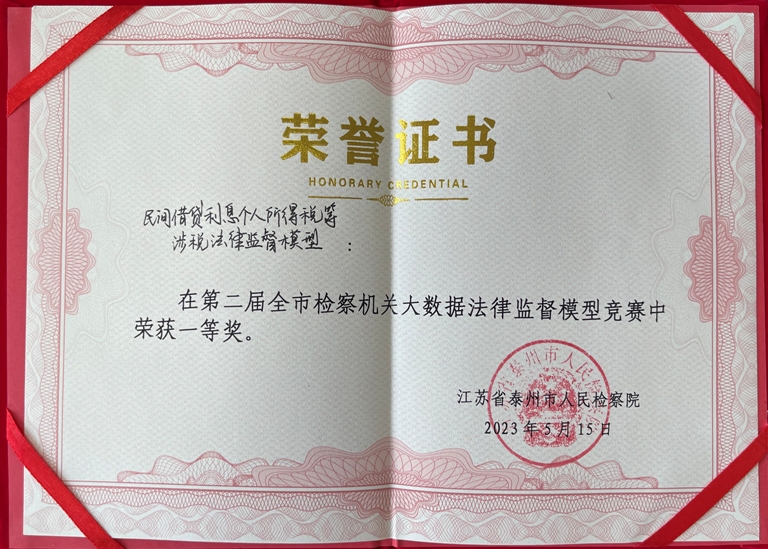 荣誉证书
HONORARY CREDENTIAL
民间借贷利息个人所得税等
涉税法律监督模型：
在第二届全市检察机关大数据法律监督模型竞赛中
荣获一等奖。
江苏省泰州市人民检察院
2023年5月15日